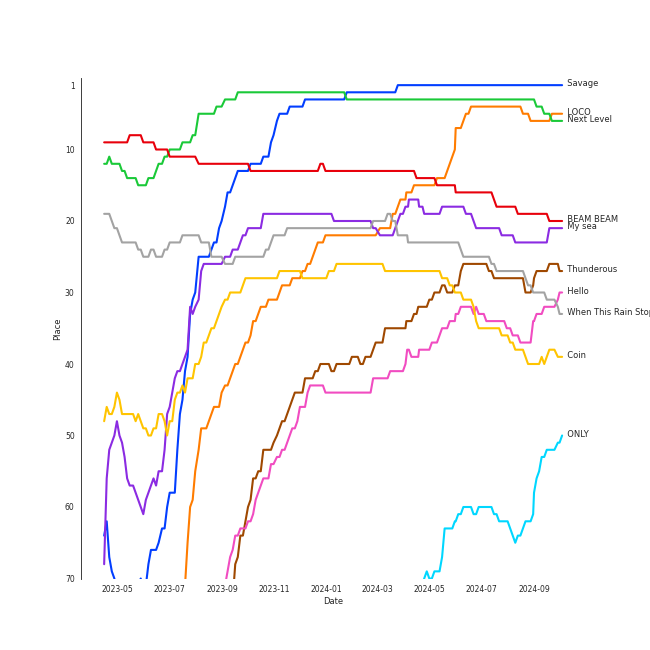 1
Savage
LOCO
Next Level
10
20
BEAM BEAM
My sea
Thunderous
30
Hello
When This Rain Stop
Place
Coin
40
50
ONLY
60
70
2023-05 2023-07 2023-09 2023-11 2024-01 2024-03 2024-05 2024-07 2024-09
Date